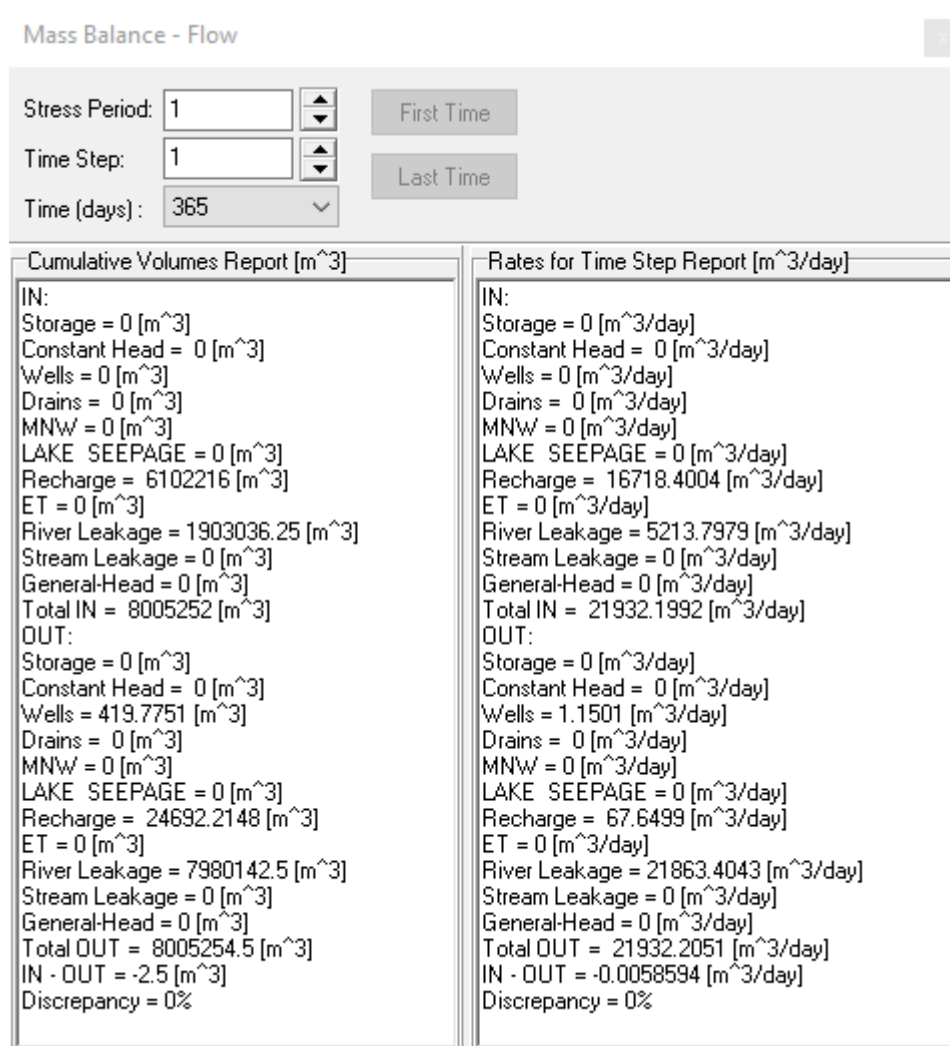 Mass Balance - Flow
x
Stress Period: 1
First Time
Time Step: 1
Last Time
Time (days) : 365
Cumulative Volumes Report [m^3]
IN:
Storage = 0 [m^3]
Constant Head =  0 [m^3]
Wells = 0 [m^3]
Drains =  0 [m^3]
MNW = 0 [m^3]
LAKE  SEEPAGE = 0 [m^3]
Recharge =  6102216 [m^3]
ET = 0 [m^3]
River Leakage = 1903036.25 [m^3]
Stream Leakage = 0 [m^3]
General-Head = 0 [m^3]
Total IN =  8005252 [m^3]
OUT:
Storage = 0 [m^3]
Constant Head =  0 [m^3]
Wells = 419.7751 [m^3]
Drains =  0 [m^3]
MNW = 0 [m^3]
LAKE  SEEPAGE = 0 [m^3]
Recharge =  24692.2148 [m^3]
ET = 0 [m^3]
River Leakage = 7980142.5 [m^3]
Stream Leakage = 0 [m^3]
General-Head = 0 [m^3]
Total OUT =  8005254.5 [m^3]
IN - OUT = -2.5 [m^3]
Discrepancy = 0%
Rates for Time Step Report [m^3/day]
IN:
Storage = 0 [m^3/day]
Constant Head =  0 [m^3/day]
Wells = 0 [m^3/day]
Drains =  0 [m^3/day]
MNW = 0 [m^3/day]
LAKE  SEEPAGE = 0 [m^3/day]
Recharge =  16718.4004 [m^3/day]
ET = 0 [m^3/day]
River Leakage = 5213.7979 [m^3/day]
Stream Leakage = 0 [m^3/day]
General-Head = 0 [m^3/day]
Total IN =  21932.1992 [m^3/day]
OUT:
Storage = 0 [m^3/day]
Constant Head =  0 [m^3/day]
Wells = 1.1501 [m^3/day]
Drains =  0 [m^3/day]
MNW = 0 [m^3/day]
LAKE  SEEPAGE = 0 [m^3/day]
Recharge =  67.6499 [m^3/day]
ET = 0 [m^3/day]
River Leakage = 21863.4043 [m^3/day]
Stream Leakage = 0 [m^3/day]
General-Head = 0 [m^3/day]
Total OUT =  21932.2051 [m^3/day]
IN - OUT = -0.0058594 [m^3/day]
Discrepancy = 0%